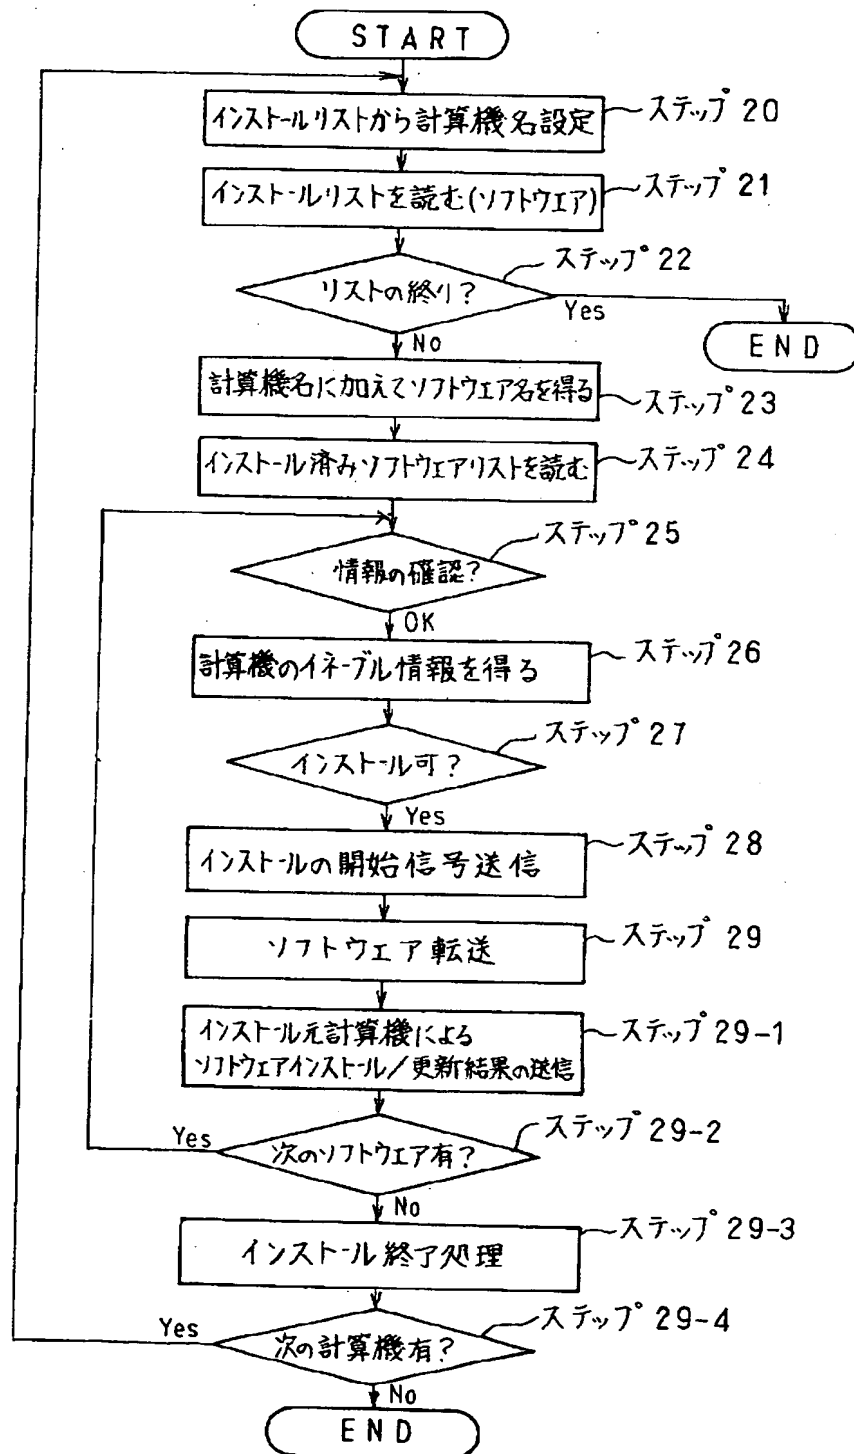 START
インストールリストから計算機名設定
ステップ 20
インストールリストを読む(ソフトウエア)
ステップ 21
リストの終り?
ステップ 22
Yes
END
No
計算機名に加えてソフトウェア名を得る
ステップ 23
インストール済みソフトウェアリストを読む
ステップ 24
情報の確認?
ステップ 25
OK
計算機のイネーブル情報を得る
ステップ 26
インストール可?
ステップ 27
Yes
インストールの開始信号送信
ステップ 28
ソフトウェア転送
ステップ 29
インストール元計算機による
ソフトウェアインストール/更新結果の送信
ステップ 29-1
次のソフトウェア有?
ステップ 29-2
Yes
No
インストール終了処理
ステップ 29-3
次の計算機有?
ステップ 29-4
Yes
No
END